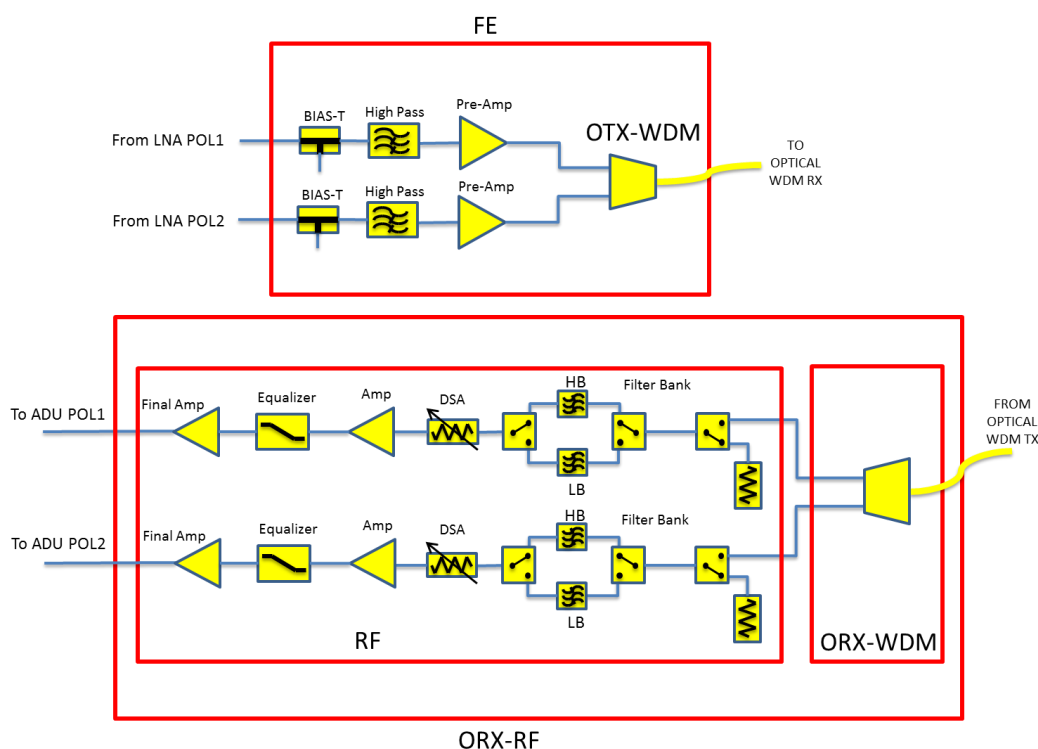 FE
BIAS-T
High Pass
Pre-Amp
From LNA POL1
OTX-WDM
TO
OPTICAL
WDM RX
BIAS-T
High Pass
Pre-Amp
From LNA POL2
To ADU POL1
Final Amp
Equalizer
Amp
DSA
HB
Filter Bank
LB
FROM
OPTICAL
WDM TX
To ADU POL2
Final Amp
Equalizer
Amp
DSA
HB
Filter Bank
LB
RF
ORX-WDM
ORX-RF